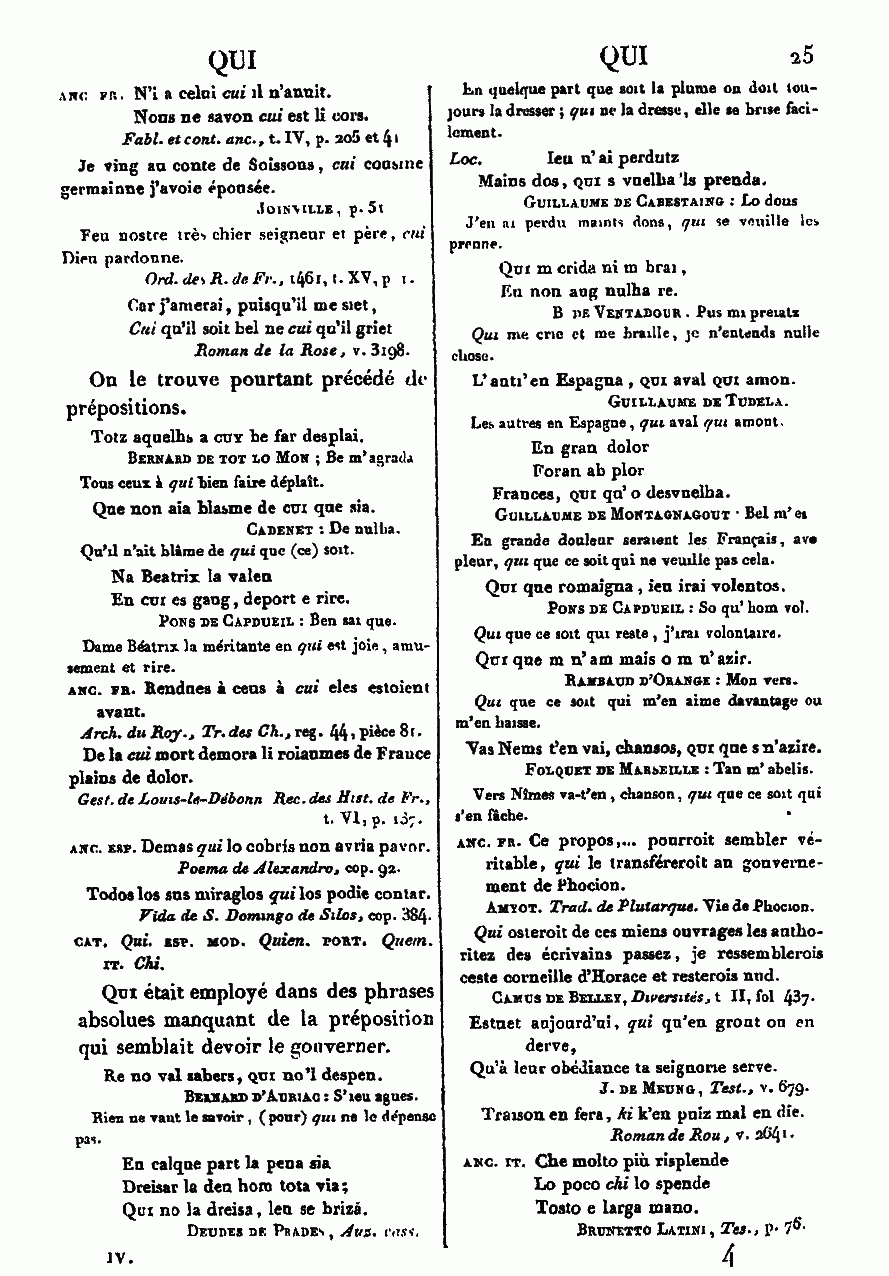 QUI
ANC FR. N'i a celui cui il n'anuit.
Nous ne savon cui est li cors.
Fabl. et cont. anc., t. IV, p. 205 et 41
Je ving au conte de Soissons, cui cousine
germainne j'avoie épousée.
JOINVILLE, p. 51
Feu nostre très chier seigneur et père, cui
Dieu pardonne.
Ord. des R. de Fr., 1461, t. XV, p 1.
Car j'amerai, puisqu'il me siet,
Cui qu'il soit bel ne cui qu'il griet
Roman de la Rose, v. 3198.
On le trouve pourtant précédé de
prépositions.
Totz aquelhs a CUY be far desplai.
BERNARD DE TOT LO MON ; Be m'agrada
Tous ceux à qui bien faire déplaît.
Que non aia blasme de CUI que sia.
CADENET : De nulha.
Qu'il n'ait blâme de qui que (ce) soit.
Na Beatrix la valen
En CUI es gaug, deport e rire.
PONS DE CAPDUEIL : Ben sai que.
Dame Béatrix la méritante en qui est joie, amu-
sement et rire.
ANC. FR. Rendues à ceus à cui eles estoient
avant.
Arch. du Roy., Tr. des Ch., reg. 44, pièce 81.
De la cui mort demora li roiaumes de France
plains de dolor.
Gest. de Louis-le-Débonn Rec. des Hist. de Fr.,
t. VI, p. 137.
ANC. ESP. Demas qui lo cobris non avria pavor.
Poema de Alexandro, cop. 92.
Todos los sus miraglos qui los podie contar.
Vida de S. Domingo de Silos, cop. 384.
CAT. Qui. ESP. MOD. Quien. PORT. Quem.
IT. Chi.
QUI était employé dans des phrases
absolues manquant de la préposition
qui semblait devoir le gouverner.
Re no val sabers, QUI no'l despen.
BERNARD D'AURIAC : S'ieu agues.
Rien ne vaut le savoir, (pour) qui ne le dépense
pas.
En calque part la pena sia
Dreisar la deu hom tota via;
QUI no la dreisa, leu se briza.
DEUDES DE PRADES, Auz. cass.
IV.
QUI 25
En quelque part que soit la plume on doit tou-
jours la dresser ; qui ne la dresse, elle se brise faci-
lement.
Loc. Ieu n'ai perdutz
Mains dos, QUI s vuelha 'ls prenda.
GUILLAUME DE CABESTAING : Lo dous
J'en ai perdu maints dons, qui se veuille les
prenne.
QUI m crida ni m brai,
Eu non aug nulha re.
B DE VENTADOUR. Pus mi preiatz
Qui me crie et me braille, je n'entends nulle
chose.
L'anti'en Espagna, QUI aval QUI amon.
GUILLAUME DE TUDELA.
Les autres en Espagne, qui aval qui amont.
En gran dolor
Foran ab plor
Frances, QUI qu'o desvuelha.
GUILLAUME DE MONTAGNAGOUT · Bel m'es
En grande douleur seraient les Français, ave
pleur, qui que ce soit qui ne veuille pas cela.
QUI que romaigna, ieu irai volentos.
PONS DE CAPDUEIL : So qu'hom vol.
Qui que ce soit qui reste, j'irai volontaire.
QUI que m n'am mais o m n'azir.
RAMBAUD D'ORANGE : Mon vers.
Qui que ce soit qui m'en aime davantage ou
m'en haïsse.
Vas Nems t'en vai, chansos, QUI que s n'azire.
FOLQUET DE MARSEILLE : Tan m'abelis.
Vers Nîmes va-t'en, chanson, qui que ce soit qui
s'en fâche.
ANC. FR. Ce propos,... pourroit sembler vé-
ritable, qui le transféreroit au gouverne-
ment de Phocion.
AMYOT. Trad. de Plutarque. Vie de Phocion.
Qui osteroit de ces miens ouvrages les autho-
ritez des écrivains passez, je ressemblerois
ceste corneille d'Horace et resterois nud.
CAMUS DE BELLEY, Diversités, t II, fol 437.
Estuet aujord'ui, qui qu'en gront ou en
derve,
Qu'à leur obédiance ta seignorie serve.
J. DE MEUNG, Test., v. 679.
Traïson en fera, ki k'en puiz mal en die.
Roman de Rou, v. 2641.
ANC. IT. Che molto più risplende
Lo poco chi lo spende
Tosto e larga mano.
BRUNETTO LATINI, Tes., p. 76.
4